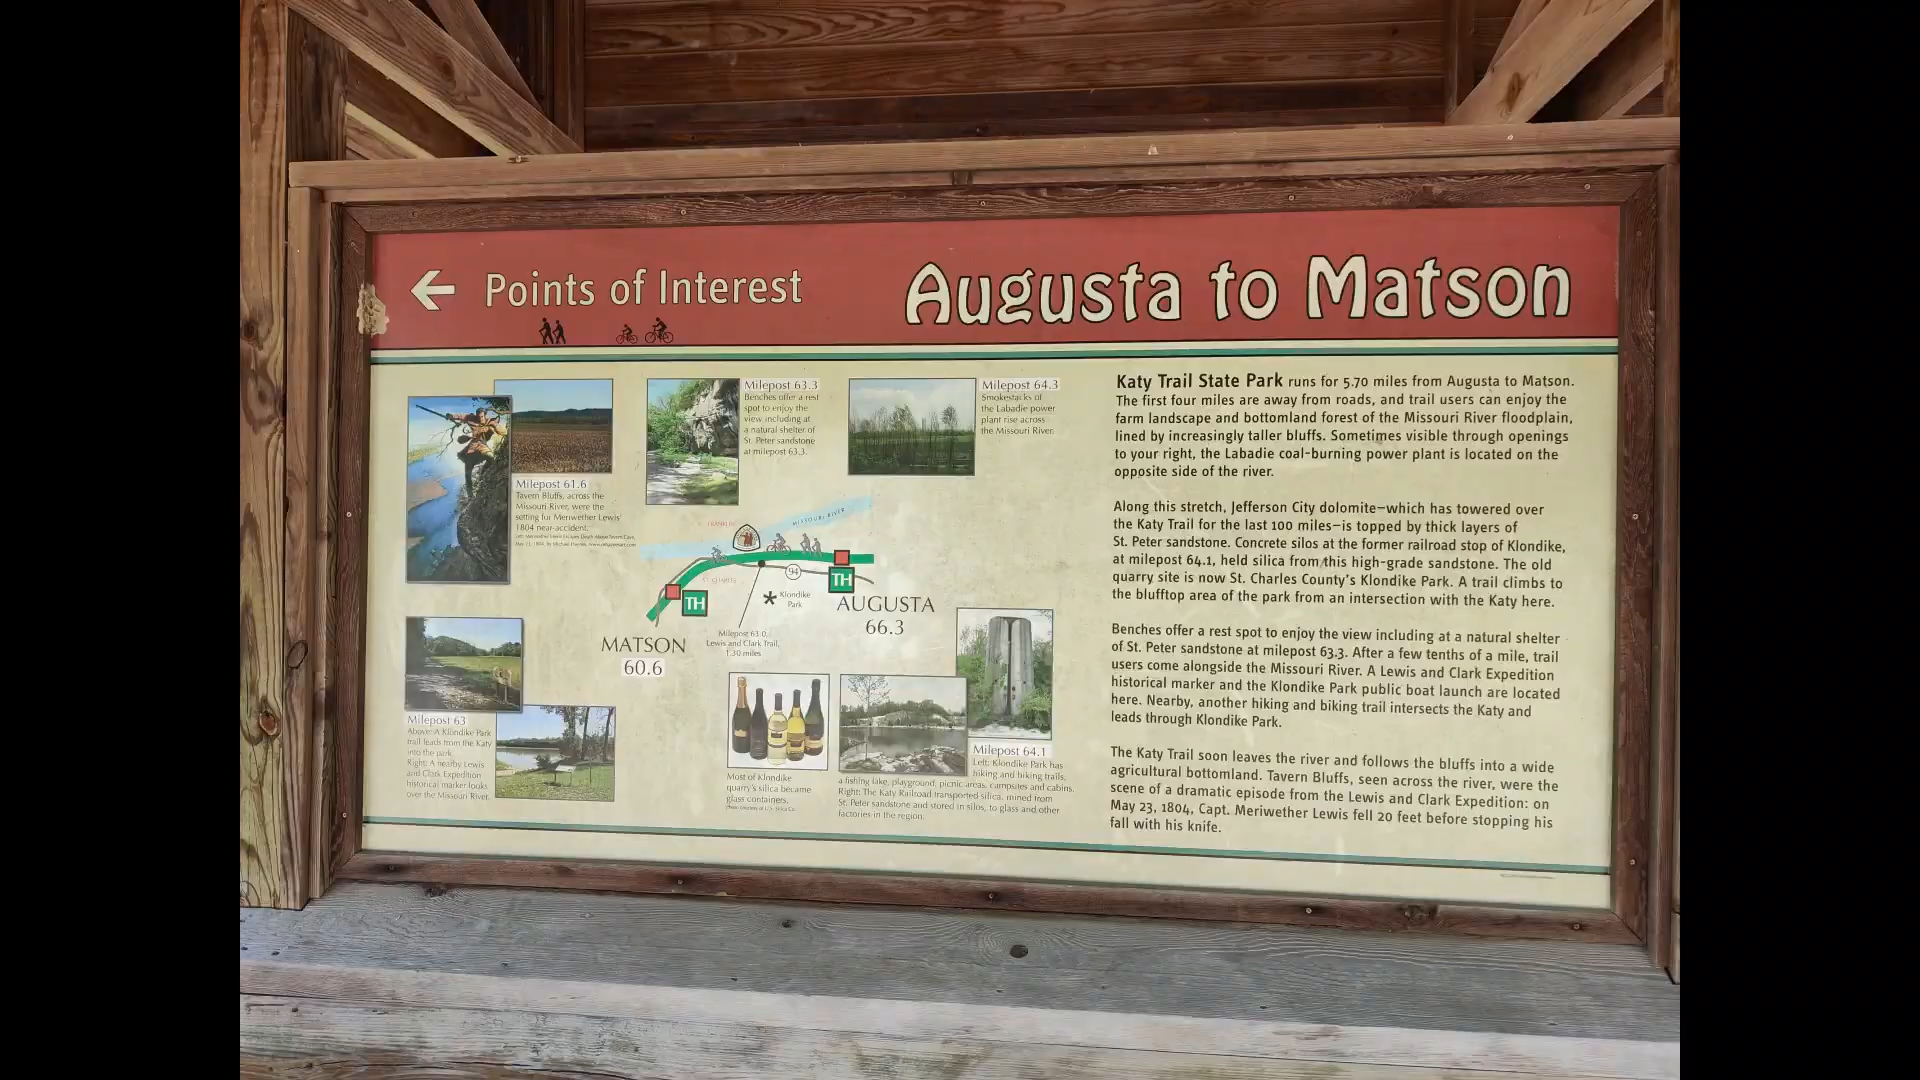 Points of Interest
Augusta to Matson
Milepost 61.6
Tavern Bluffs, across the
Missouri River, were the
setting for Meriwether Lewis'
1804 near-accident.
Milepost 63.3
Benches offer a rest
spot to enjoy the
view including at
a natural shelter of
St. Peter sandstone
at milepost 63.3.
Milepost 64.3
Smokestacks of
the Labadie power
plant rise across
the Missouri River.
FRANKLIN
MISSOURI RIVER
94
TH
TH
Klondike
Park
AUGUSTA
66.3
MATSON
60.6
Milepost 63.0,
Lewis and Clark Trail,
1.30 miles
Milepost 63
Above: A Klondike Park
trail leads from the Katy
into the park.
Right: A nearby Lewis
and Clark Expedition
historical marker looks
over the Missouri River.
Most of Klondike
quarry's silica became
glass containers.
Milepost 64.1
Left: Klondike Park has
hiking and biking trails,
a fishing lake, playground, picnic areas, campsites and cabins.
Right: The Katy Railroad transported silica, mined from
St. Peter sandstone and stored in silos, to glass and other
factories in the region.
Katy Trail State Park runs for 5.70 miles from Augusta to Matson.
The first four miles are away from roads, and trail users can enjoy the
farm landscape and bottomland forest of the Missouri River floodplain,
lined by increasingly taller bluffs. Sometimes visible through openings
to your right, the Labadie coal-burning power plant is located on the
opposite side of the river.
Along this stretch, Jefferson City dolomite—which has towered over
the Katy Trail for the last 100 miles—is topped by thick layers of
St. Peter sandstone. Concrete silos at the former railroad stop of Klondike,
at milepost 64.1, held silica from this high-grade sandstone. The old
quarry site is now St. Charles County's Klondike Park. A trail climbs to
the blufftop area of the park from an intersection with the Katy here.
Benches offer a rest spot to enjoy the view including at a natural shelter
of St. Peter sandstone at milepost 63.3. After a few tenths of a mile, trail
users come alongside the Missouri River. A Lewis and Clark Expedition
historical marker and the Klondike Park public boat launch are located
here. Nearby, another hiking and biking trail intersects the Katy and
leads through Klondike Park.
The Katy Trail soon leaves the river and follows the bluffs into a wide
agricultural bottomland. Tavern Bluffs, seen across the river, were the
scene of a dramatic episode from the Lewis and Clark Expedition: on
May 23, 1804, Capt. Meriwether Lewis fell 20 feet before stopping his
fall with his knife.